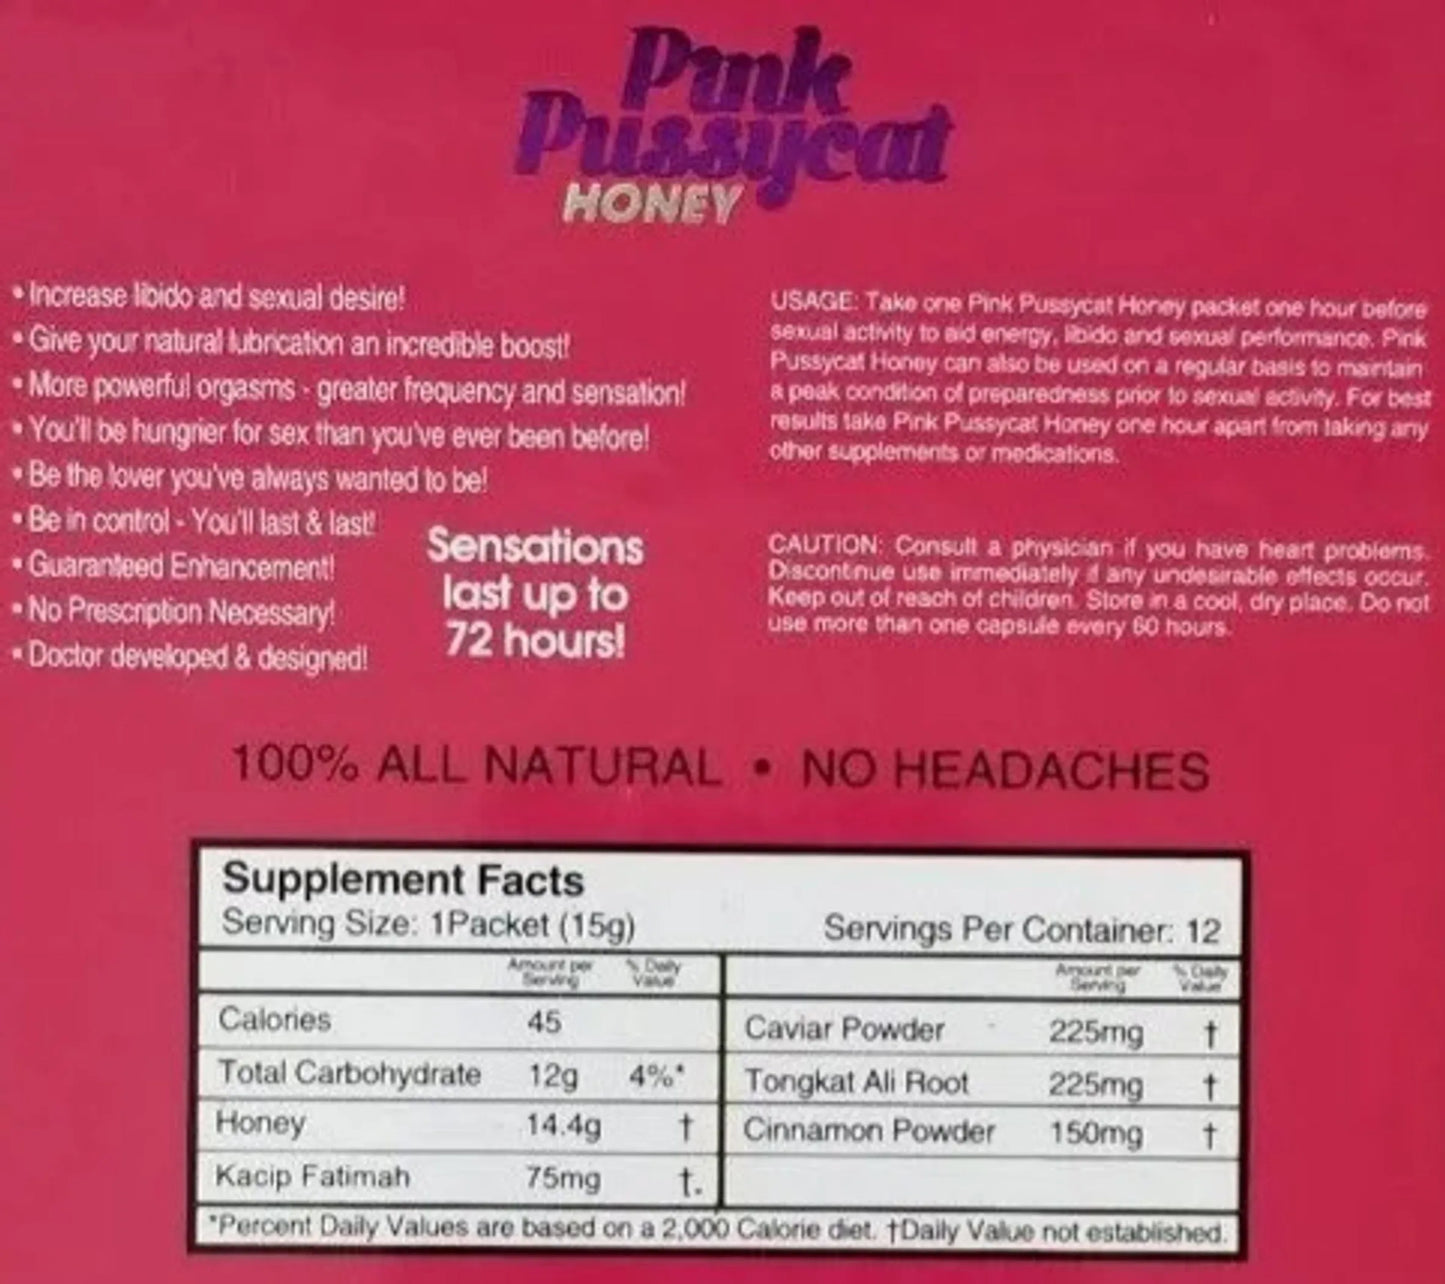 Pink
Pussycat
HONEY
• Increase libido and sexual desire!
• Give your natural lubrication an incredible boost!
• More powerful orgasms - greater frequency and sensation!
• You'll be hungrier for sex than you've ever been before!
• Be the lover you've always wanted to be!
• Be in control - You'll last & last!
• Guaranteed Enhancement!
• No Prescription Necessary!
• Doctor developed & designed!
Sensations
last up to
72 hours!
USAGE: Take one Pink Pussycat Honey packet one hour before
sexual activity to aid energy, libido and sexual performance. Pink
Pussycat Honey can also be used on a regular basis to maintain
a peak condition of preparedness prior to sexual activity. For best
results take Pink Pussycat Honey one hour apart from taking any
other supplements or medications.
CAUTION: Consult a physician if you have heart problems.
Discontinue use immediately if any undesirable effects occur.
Keep out of reach of children. Store in a cool, dry place. Do not
use more than one capsule every 60 hours.
100% ALL NATURAL • NO HEADACHES
Supplement Facts
Serving Size: 1Packet (15g)
Servings Per Container: 12
Amount per Serving % Daily Value
Calories 45
Total Carbohydrate 12g 4%*
Honey 14.4g †
Kacip Fatimah 75mg †.
Amount per Serving % Daily Value
Caviar Powder 225mg †
Tongkat Ali Root 225mg †
Cinnamon Powder 150mg †
*Percent Daily Values are based on a 2,000 Calorie diet. †Daily Value not established.